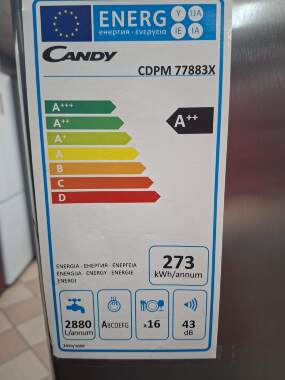 ENERG Y IJA
енергия · ενεργεια IE IA
CANDY
CDPM 77883X
A+++
A++
A+
A
B
C
D
A++
ENERGIA · ЕНЕРГИЯ · ΕΝΕΡΓΕΙΑ
ENERGIJA · ENERGY · ENERGIE
ENERGI
273
kWh/annum
2880
L/annum
ABCDEFG
x16
43
dB